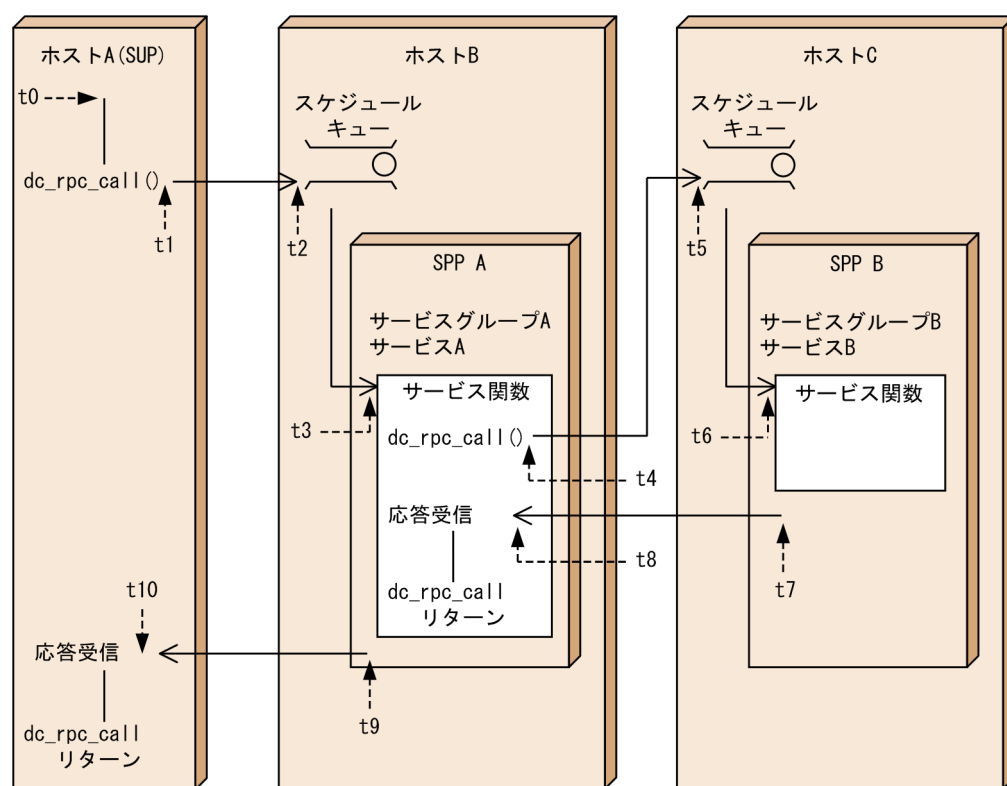 ホストA(SUP)
t0
dc_rpc_call()
t1
t10
応答受信
dc_rpc_call
リターン
ホストB
スケジュール
キュー
t2
SPP A
サービスグループA
サービスA
サービス関数
t3
dc_rpc_call()
t4
応答受信
t8
dc_rpc_call
リターン
t9
ホストC
スケジュール
キュー
t5
SPP B
サービスグループB
サービスB
サービス関数
t6
t7